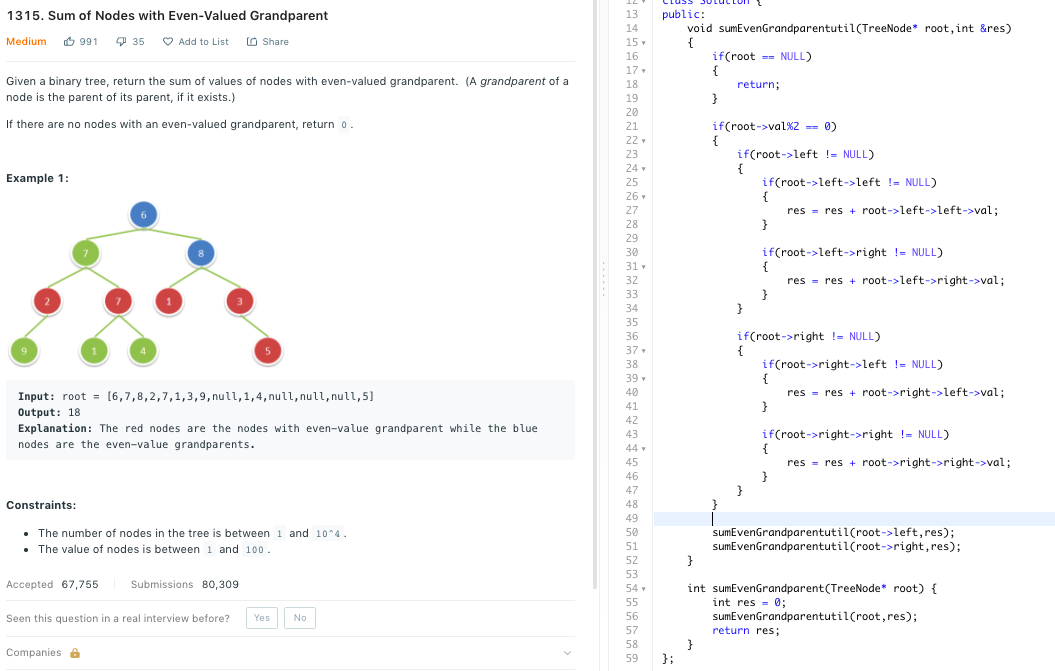 1315. Sum of Nodes with Even-Valued Grandparent
Medium 991 35 Add to List Share
Given a binary tree, return the sum of values of nodes with even-valued grandparent. (A grandparent of a
node is the parent of its parent, if it exists.)
If there are no nodes with an even-valued grandparent, return 0.
Example 1:
6
7 8
2 7 1 3
9 1 4 5
Input: root = [6,7,8,2,7,1,3,9,null,1,4,null,null,null,5]
Output: 18
Explanation: The red nodes are the nodes with even-value grandparent while the blue
nodes are the even-value grandparents.
Constraints:
• The number of nodes in the tree is between 1 and 10^4.
• The value of nodes is between 1 and 100.
Accepted 67,755 Submissions 80,309
Seen this question in a real interview before? Yes No
Companies
12 class Solution {
13 public:
14 void sumEvenGrandparentutil(TreeNode* root,int &res)
15 {
16 if(root == NULL)
17 {
18 return;
19 }
20
21 if(root->val%2 == 0)
22 {
23 if(root->left != NULL)
24 {
25 if(root->left->left != NULL)
26 {
27 res = res + root->left->left->val;
28 }
29
30 if(root->left->right != NULL)
31 {
32 res = res + root->left->right->val;
33 }
34 }
35
36 if(root->right != NULL)
37 {
38 if(root->right->left != NULL)
39 {
40 res = res + root->right->left->val;
41 }
42
43 if(root->right->right != NULL)
44 {
45 res = res + root->right->right->val;
46 }
47 }
48 }
49
50 sumEvenGrandparentutil(root->left,res);
51 sumEvenGrandparentutil(root->right,res);
52 }
53
54 int sumEvenGrandparent(TreeNode* root) {
55 int res = 0;
56 sumEvenGrandparentutil(root,res);
57 return res;
58 }
59 };